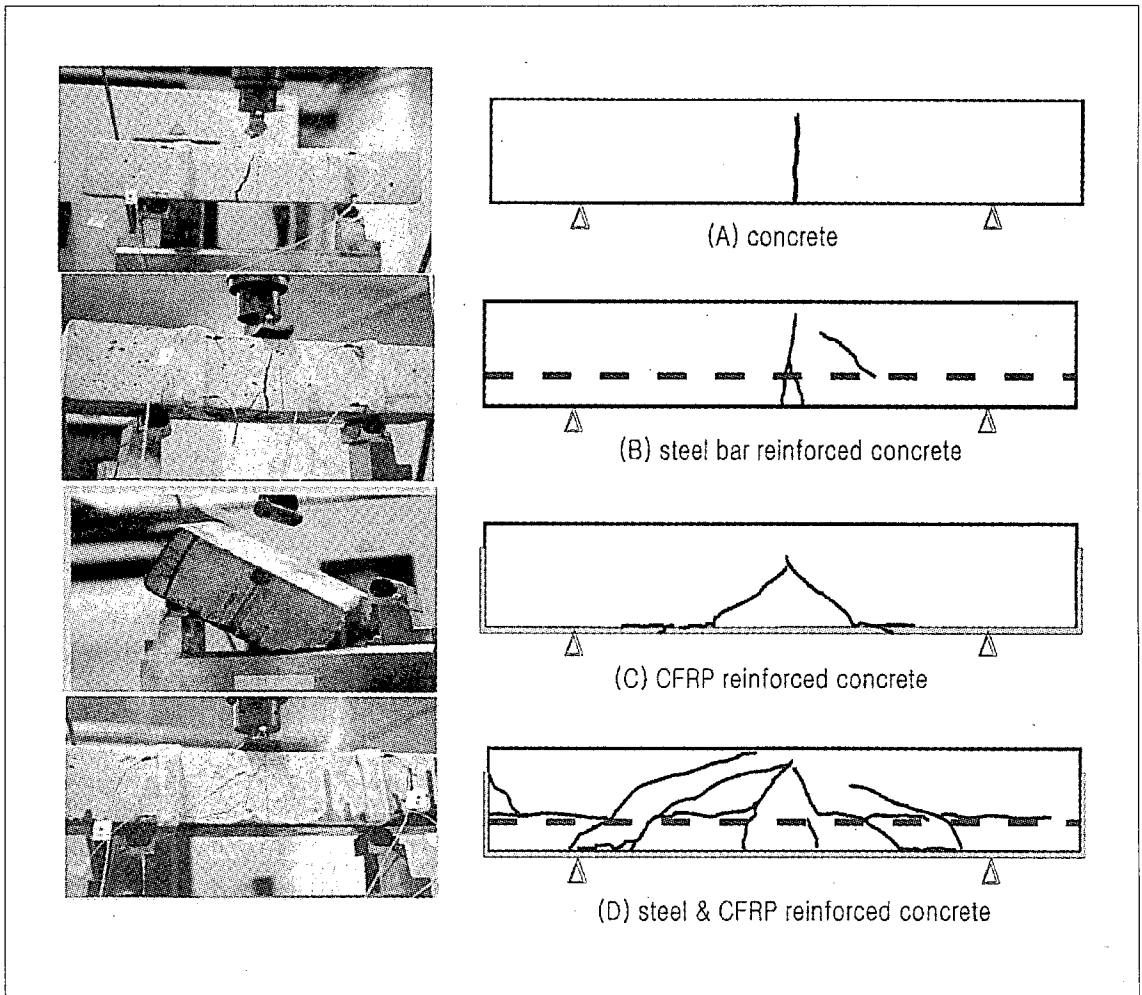 (A) concrete
(B) steel bar reinforced concrete
(C) CFRP reinforced concrete
(D) steel & CFRP reinforced concrete